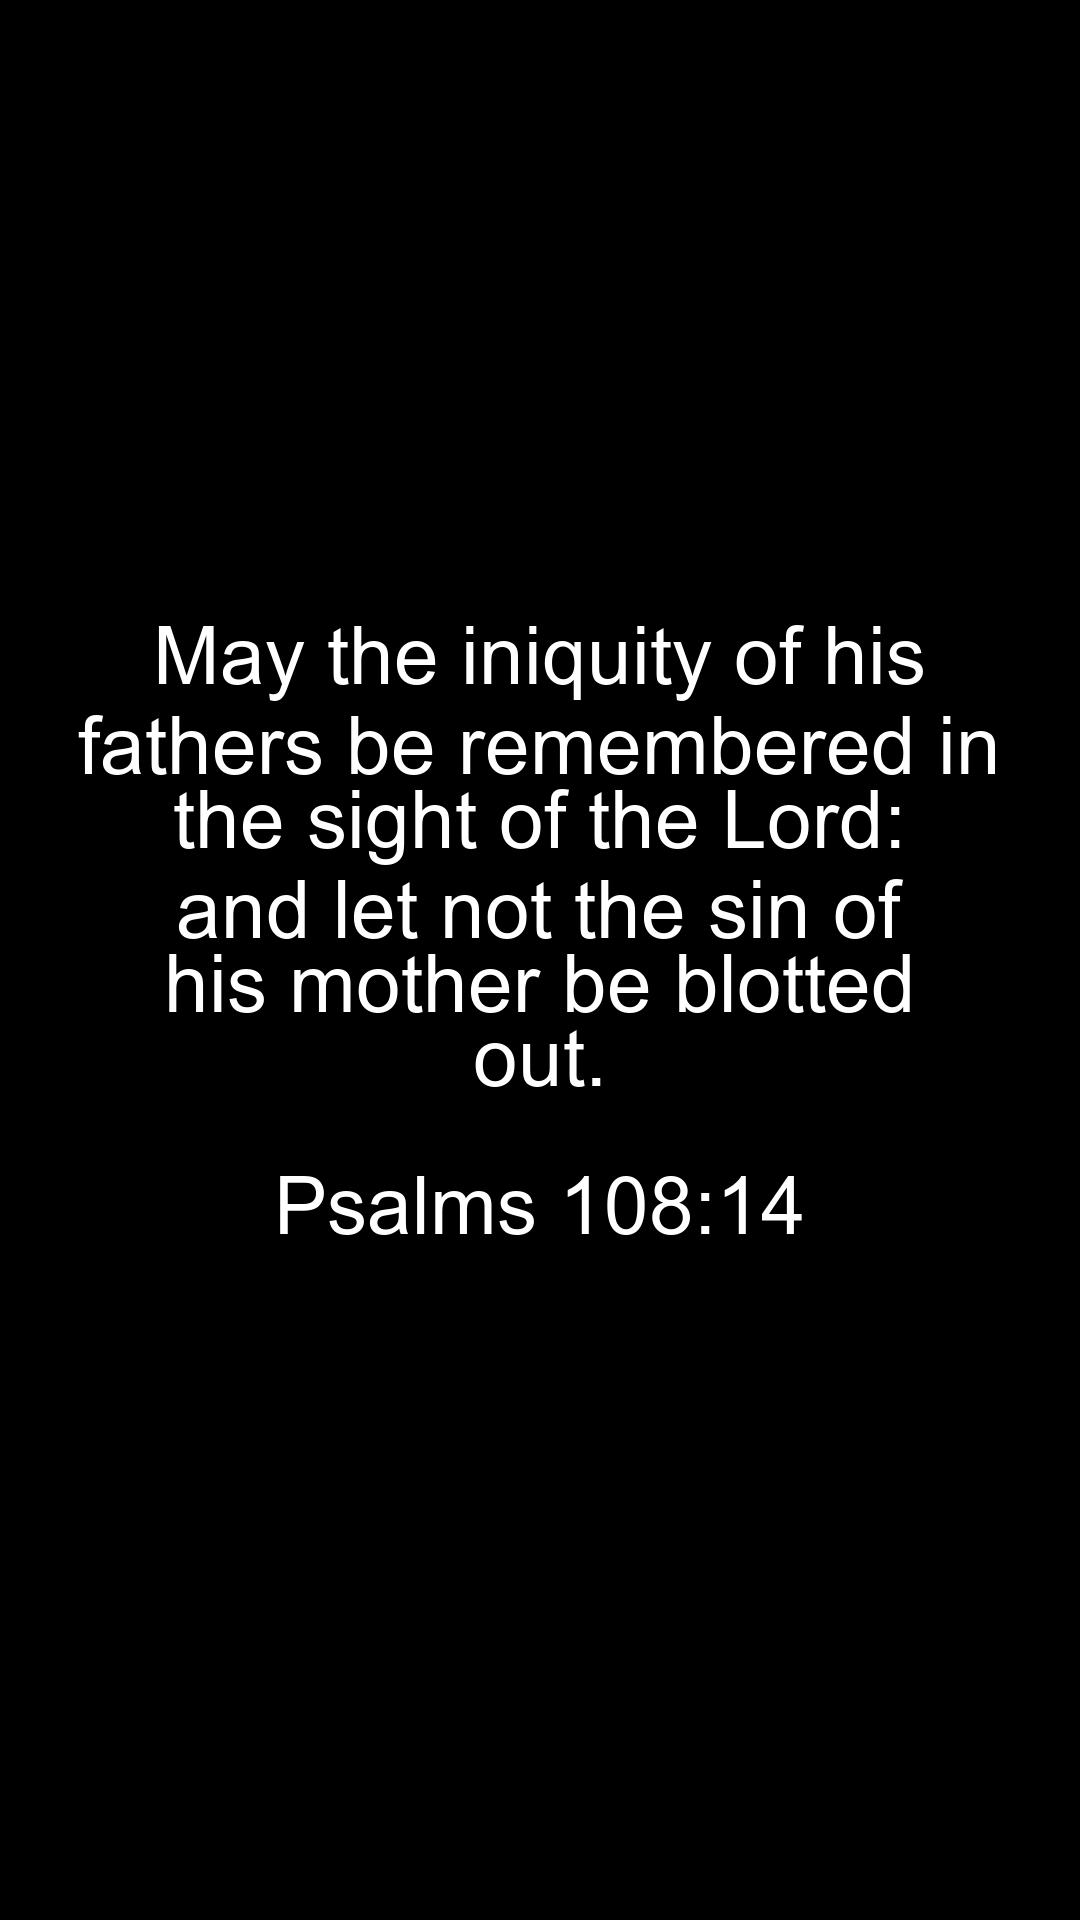 May the iniquity of his
fathers be remembered in
the sight of the Lord:
and let not the sin of
his mother be blotted
out.
Psalms 108:14